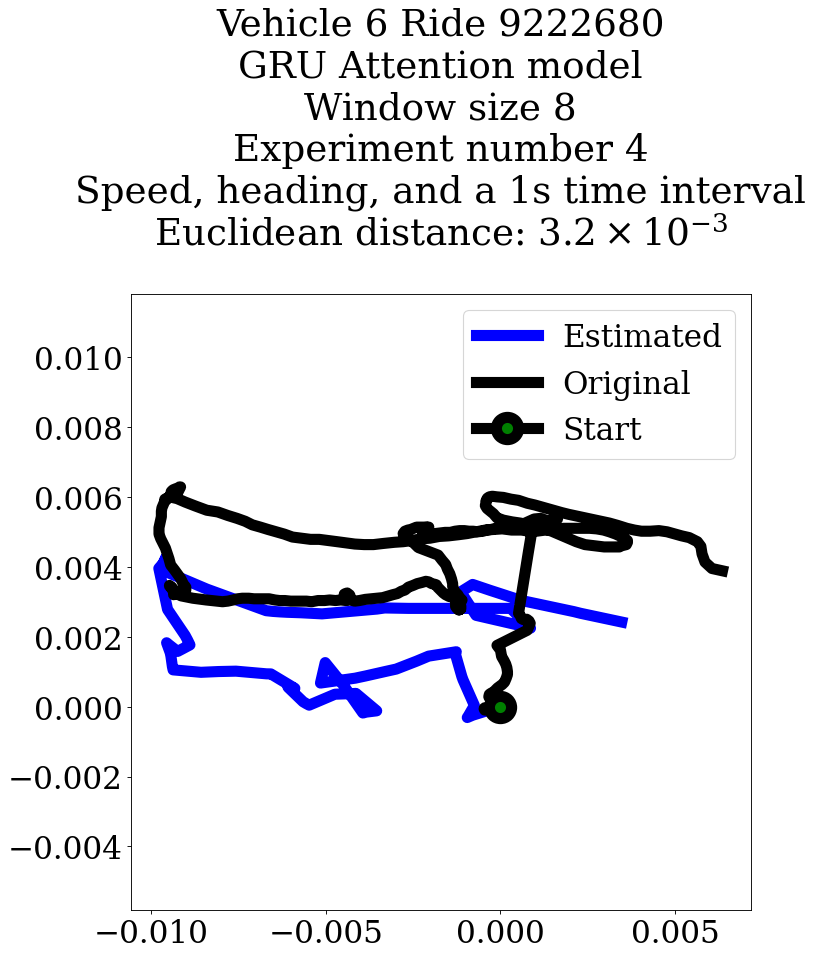 Vehicle 6 Ride 9222680
GRU Attention model
Window size 8
Experiment number 4
Speed, heading, and a 1s time interval
Euclidean distance: 3.2 × 10⁻³
Estimated
Original
Start
0.010
0.008
0.006
0.004
0.002
0.000
−0.002
−0.004
−0.010 −0.005 0.000 0.005